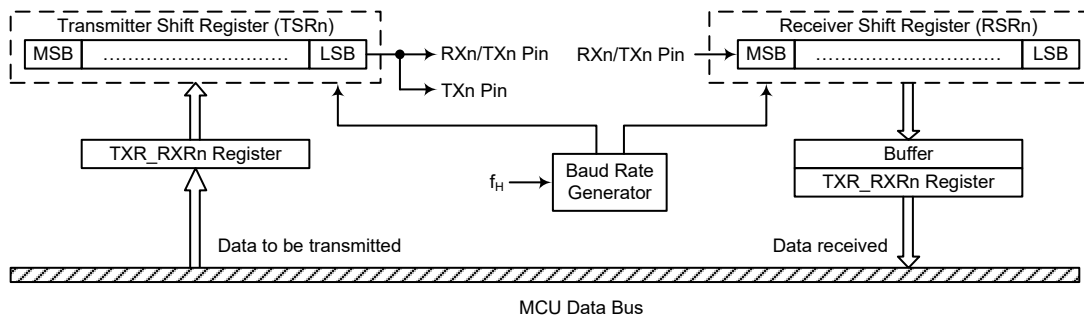 Transmitter Shift Register (TSRn)
MSB ………………………… LSB
RXn/TXn Pin
TXn Pin
Receiver Shift Register (RSRn)
RXn/TXn Pin
MSB ………………………… LSB
TXR_RXRn Register
fH
Baud Rate
Generator
Buffer
TXR_RXRn Register
Data to be transmitted
Data received
MCU Data Bus